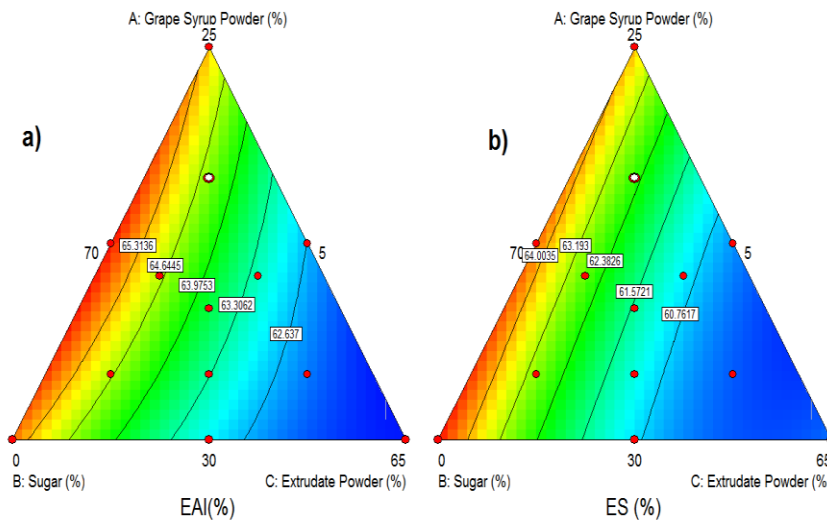 A: Grape Syrup Powder (%)
25
a)
65.3136
70
64.6445
5
63.9753
63.3062
62.637
0
30
65
B: Sugar (%)
C: Extrudate Powder (%)
EAI(%)
A: Grape Syrup Powder (%)
25
b)
70
64.0035
63.193
5
62.3826
61.5721
60.7617
0
30
65
B: Sugar (%)
C: Extrudate Powder (%)
ES (%)